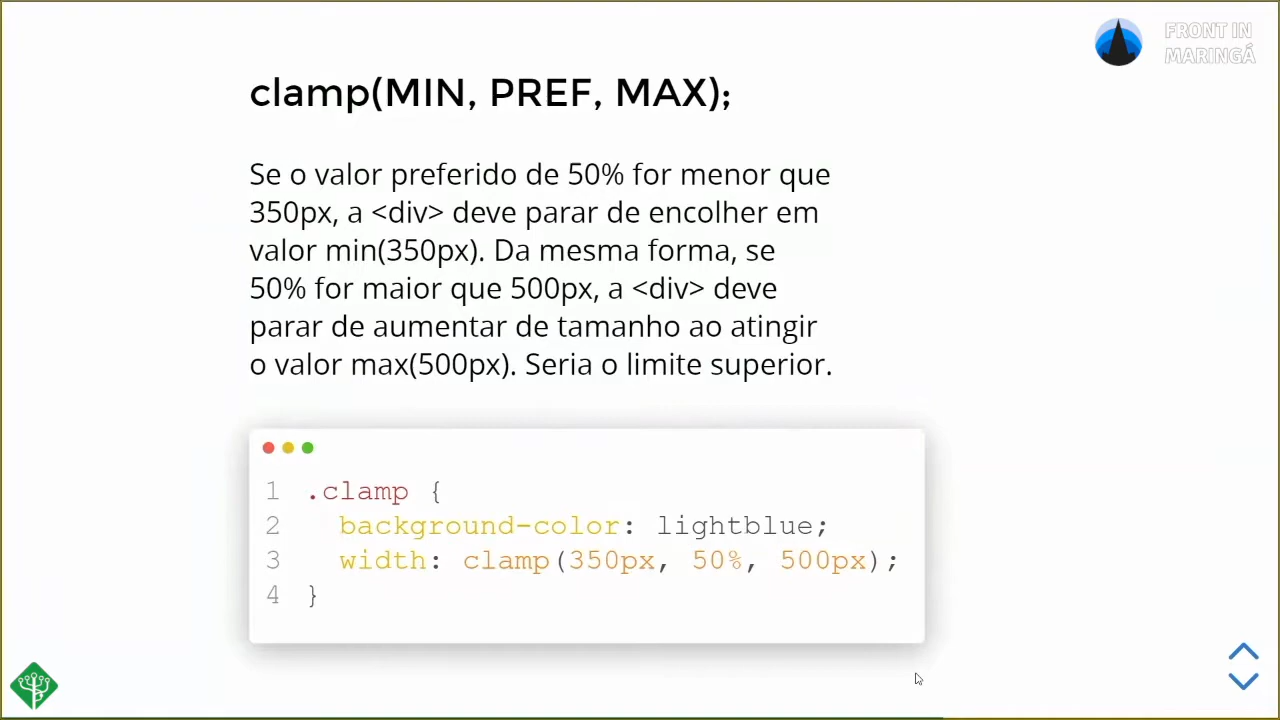 FRONT IN
MARINGÁ
clamp(MIN, PREF, MAX);
Se o valor preferido de 50% for menor que
350px, a <div> deve parar de encolher em
valor min(350px). Da mesma forma, se
50% for maior que 500px, a <div> deve
parar de aumentar de tamanho ao atingir
o valor max(500px). Seria o limite superior.
1 .clamp {
2 background-color: lightblue;
3 width: clamp(350px, 50%, 500px);
4 }